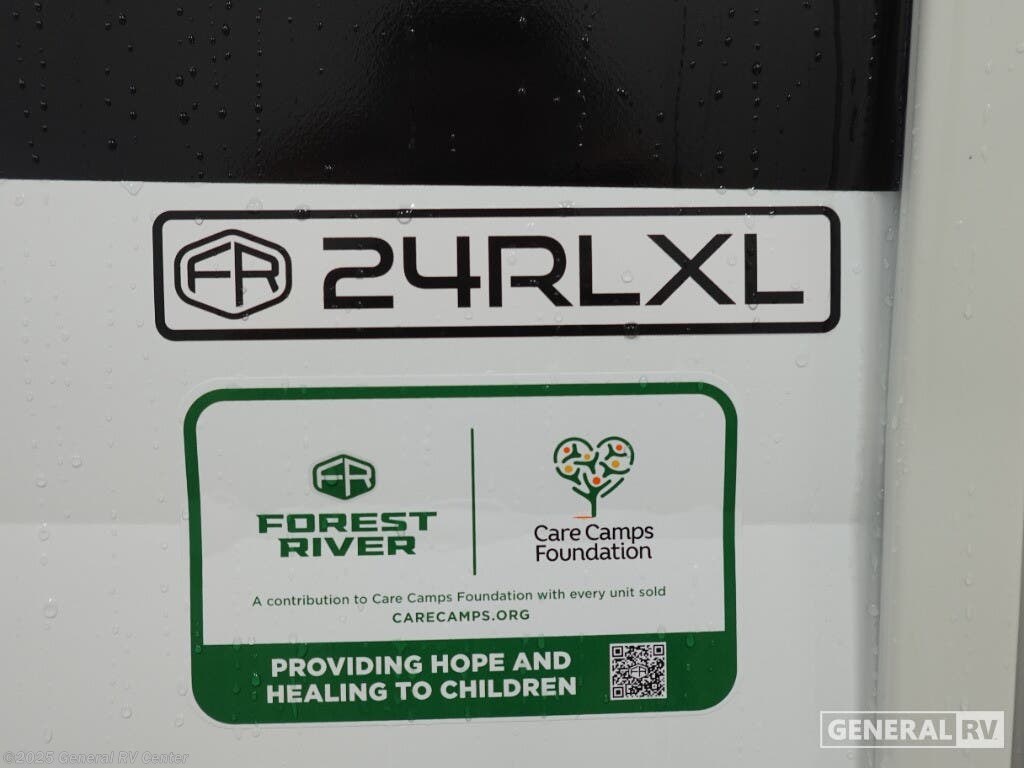 FR 24RLXL
FR
FOREST
RIVER
Care Camps
Foundation
A contribution to Care Camps Foundation with every unit sold
CARECAMPS.ORG
PROVIDING HOPE AND
HEALING TO CHILDREN
FR
GENERAL RV
©2025 General RV Center